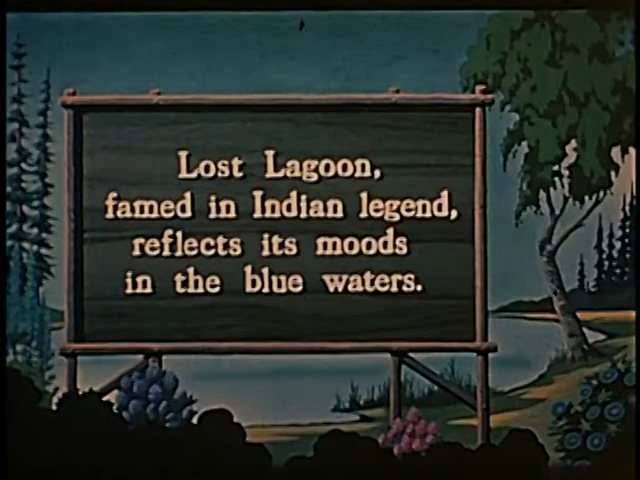 Lost Lagoon,
famed in Indian legend,
reflects its moods
in the blue waters.